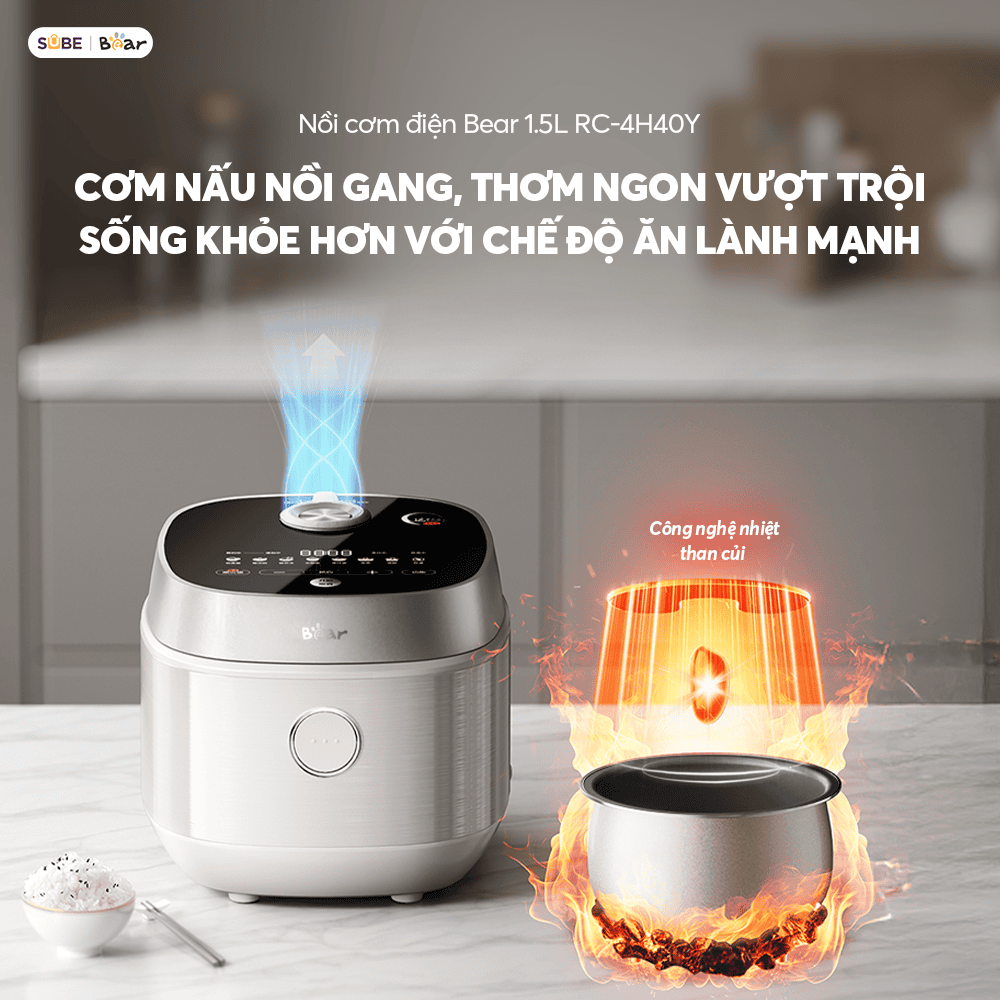 SUBE | Bear
Nồi cơm điện Bear 1.5L RC-4H40Y
CƠM NẤU NỒI GANG, THƠM NGON VƯỢT TRỘI
SỐNG KHỎE HƠN VỚI CHẾ ĐỘ ĂN LÀNH MẠNH
Công nghệ nhiệt
than củi
Bear